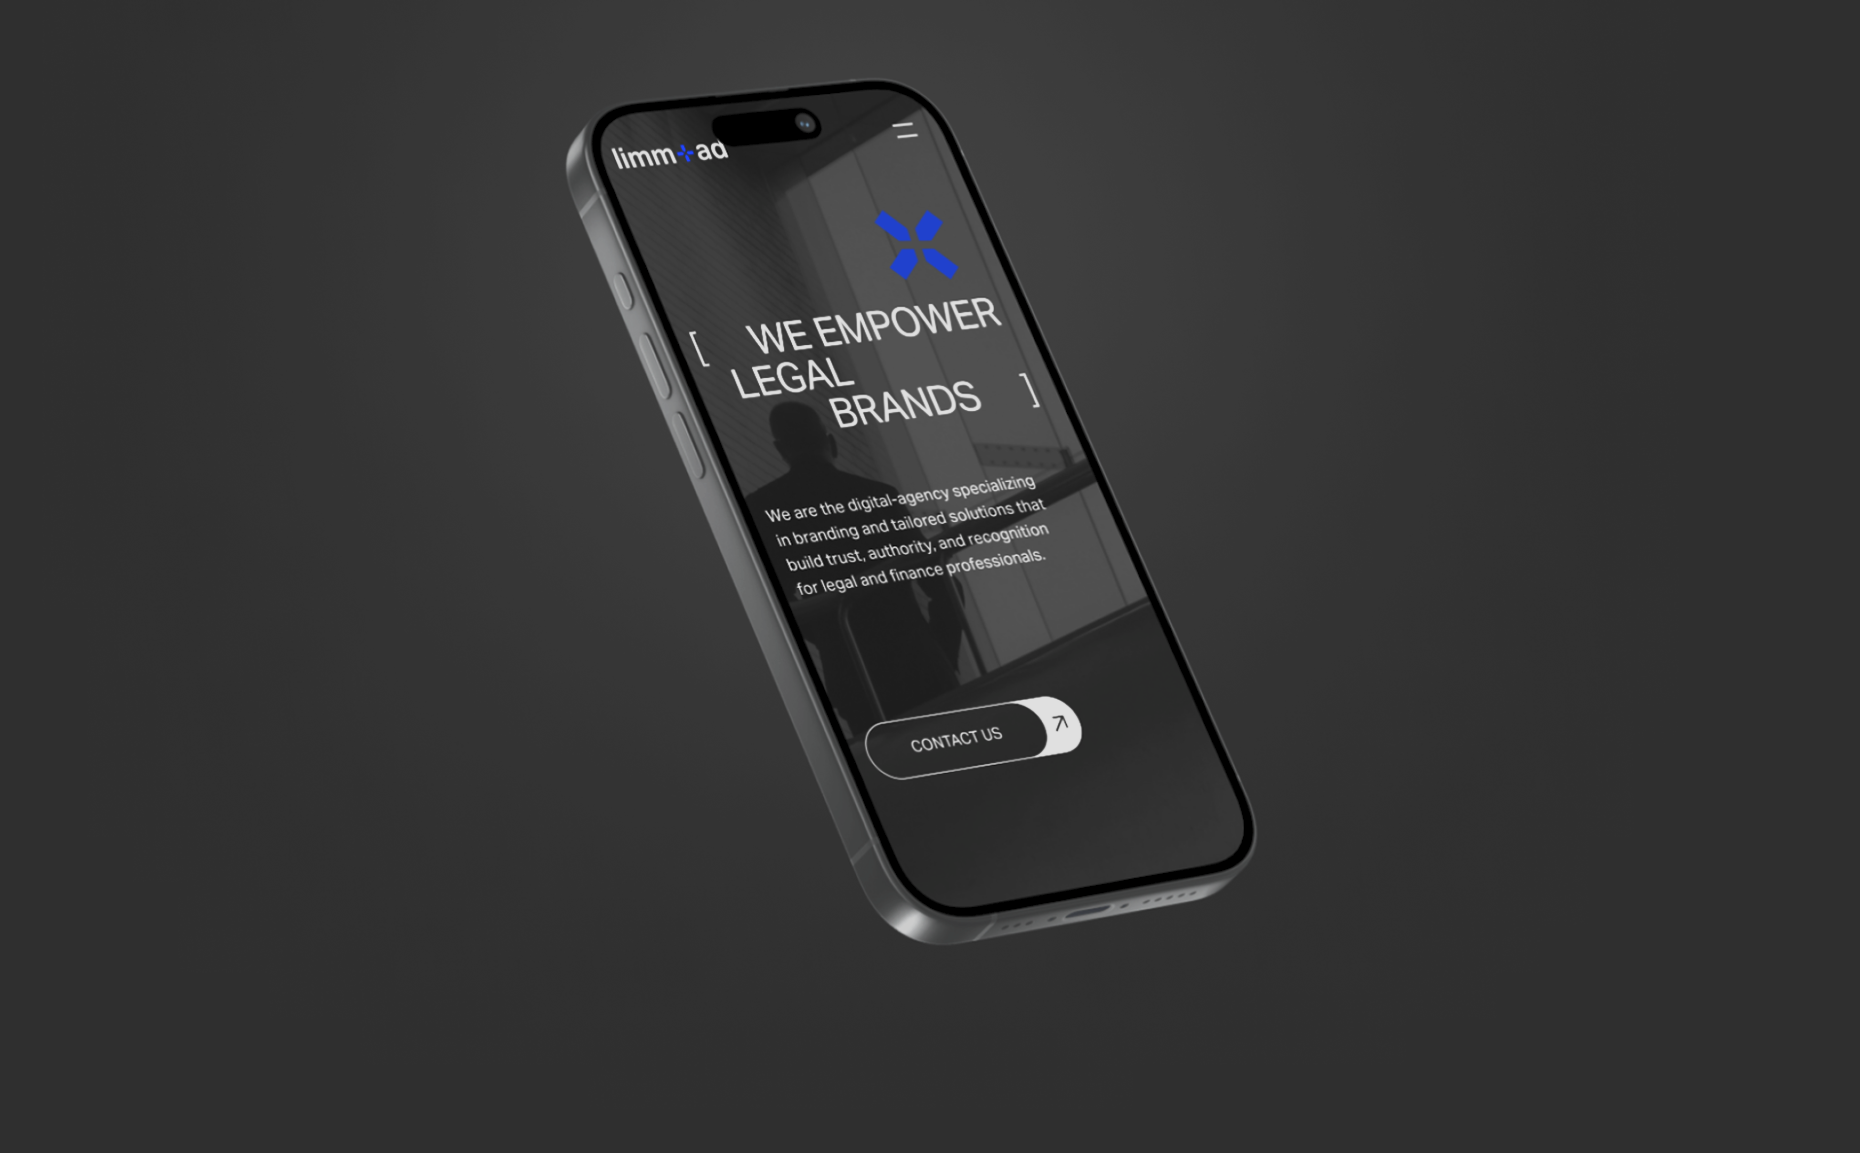 limm ad
[ WE EMPOWER
LEGAL
BRANDS ]
We are the digital-agency specializing
in branding and tailored solutions that
build trust, authority, and recognition
for legal and finance professionals.
CONTACT US